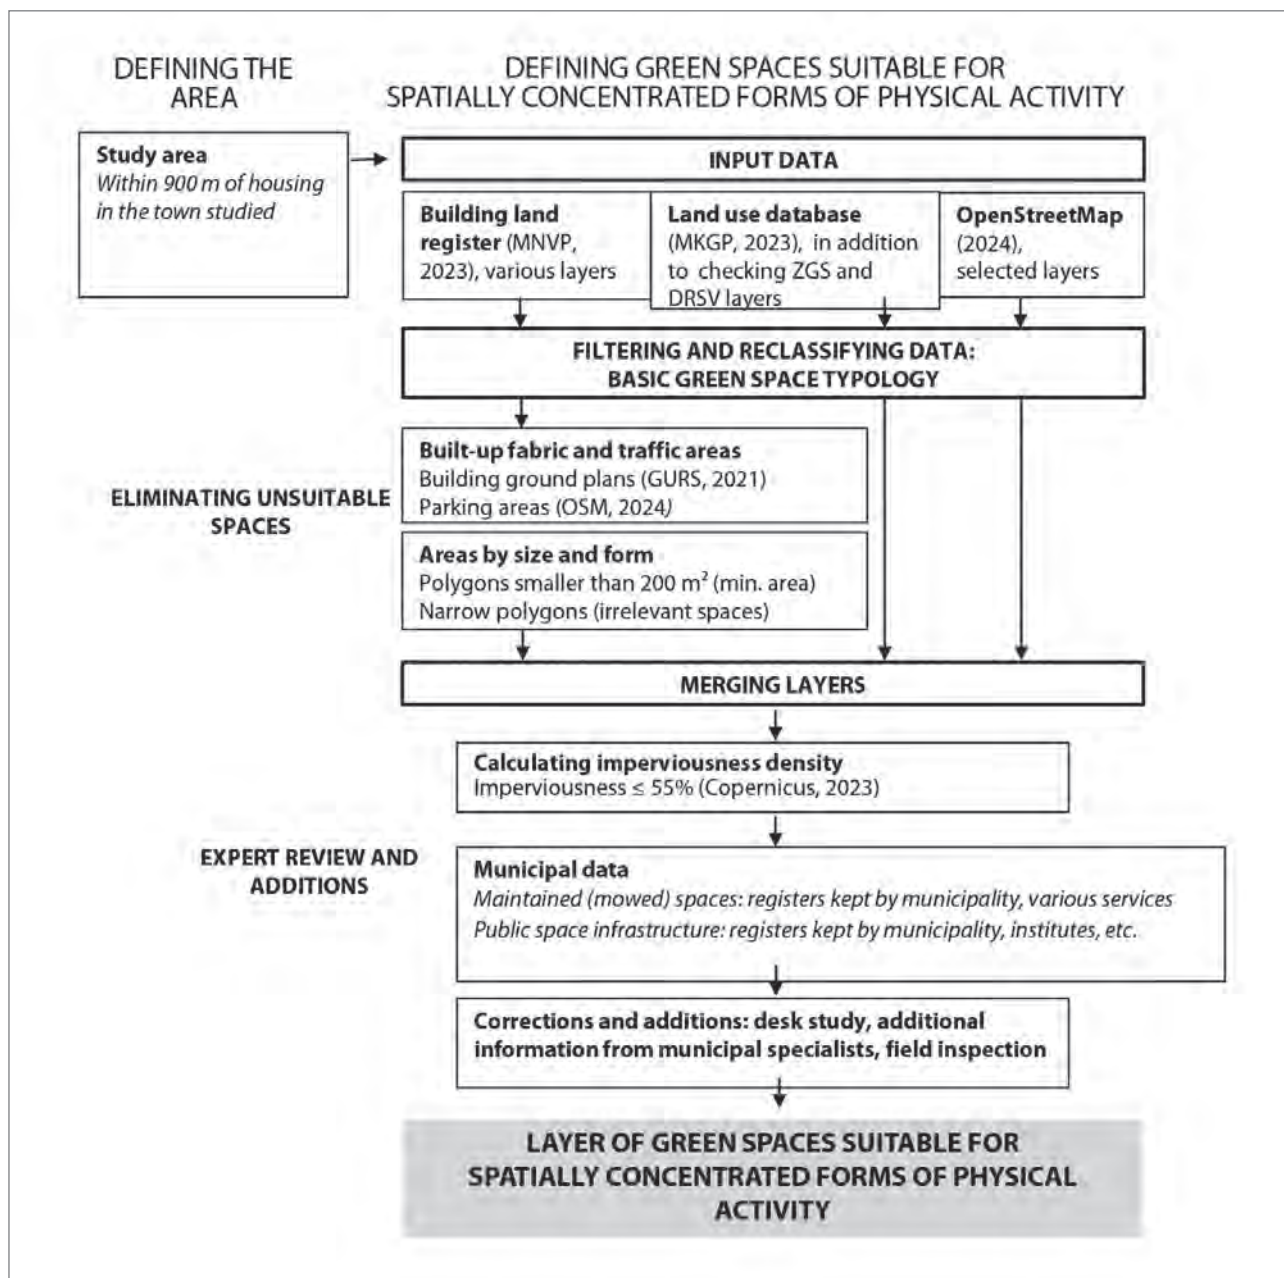 DEFINING THE
AREA
DEFINING GREEN SPACES SUITABLE FOR
SPATIALLY CONCENTRATED FORMS OF PHYSICAL ACTIVITY
Study area
Within 900 m of housing
in the town studied
INPUT DATA
Building land
register (MNVP,
2023), various layers
Land use database
(MKGP, 2023), in addition
to checking ZGS and
DRSV layers
OpenStreetMap
(2024),
selected layers
FILTERING AND RECLASSIFYING DATA:
BASIC GREEN SPACE TYPOLOGY
ELIMINATING UNSUITABLE
SPACES
Built-up fabric and traffic areas
Building ground plans (GURS, 2021)
Parking areas (OSM, 2024)
Areas by size and form
Polygons smaller than 200 m² (min. area)
Narrow polygons (irrelevant spaces)
MERGING LAYERS
Calculating imperviousness density
Imperviousness ≤ 55% (Copernicus, 2023)
EXPERT REVIEW AND
ADDITIONS
Municipal data
Maintained (mowed) spaces: registers kept by municipality, various services
Public space infrastructure: registers kept by municipality, institutes, etc.
Corrections and additions: desk study, additional
information from municipal specialists, field inspection
LAYER OF GREEN SPACES SUITABLE FOR
SPATIALLY CONCENTRATED FORMS OF PHYSICAL
ACTIVITY